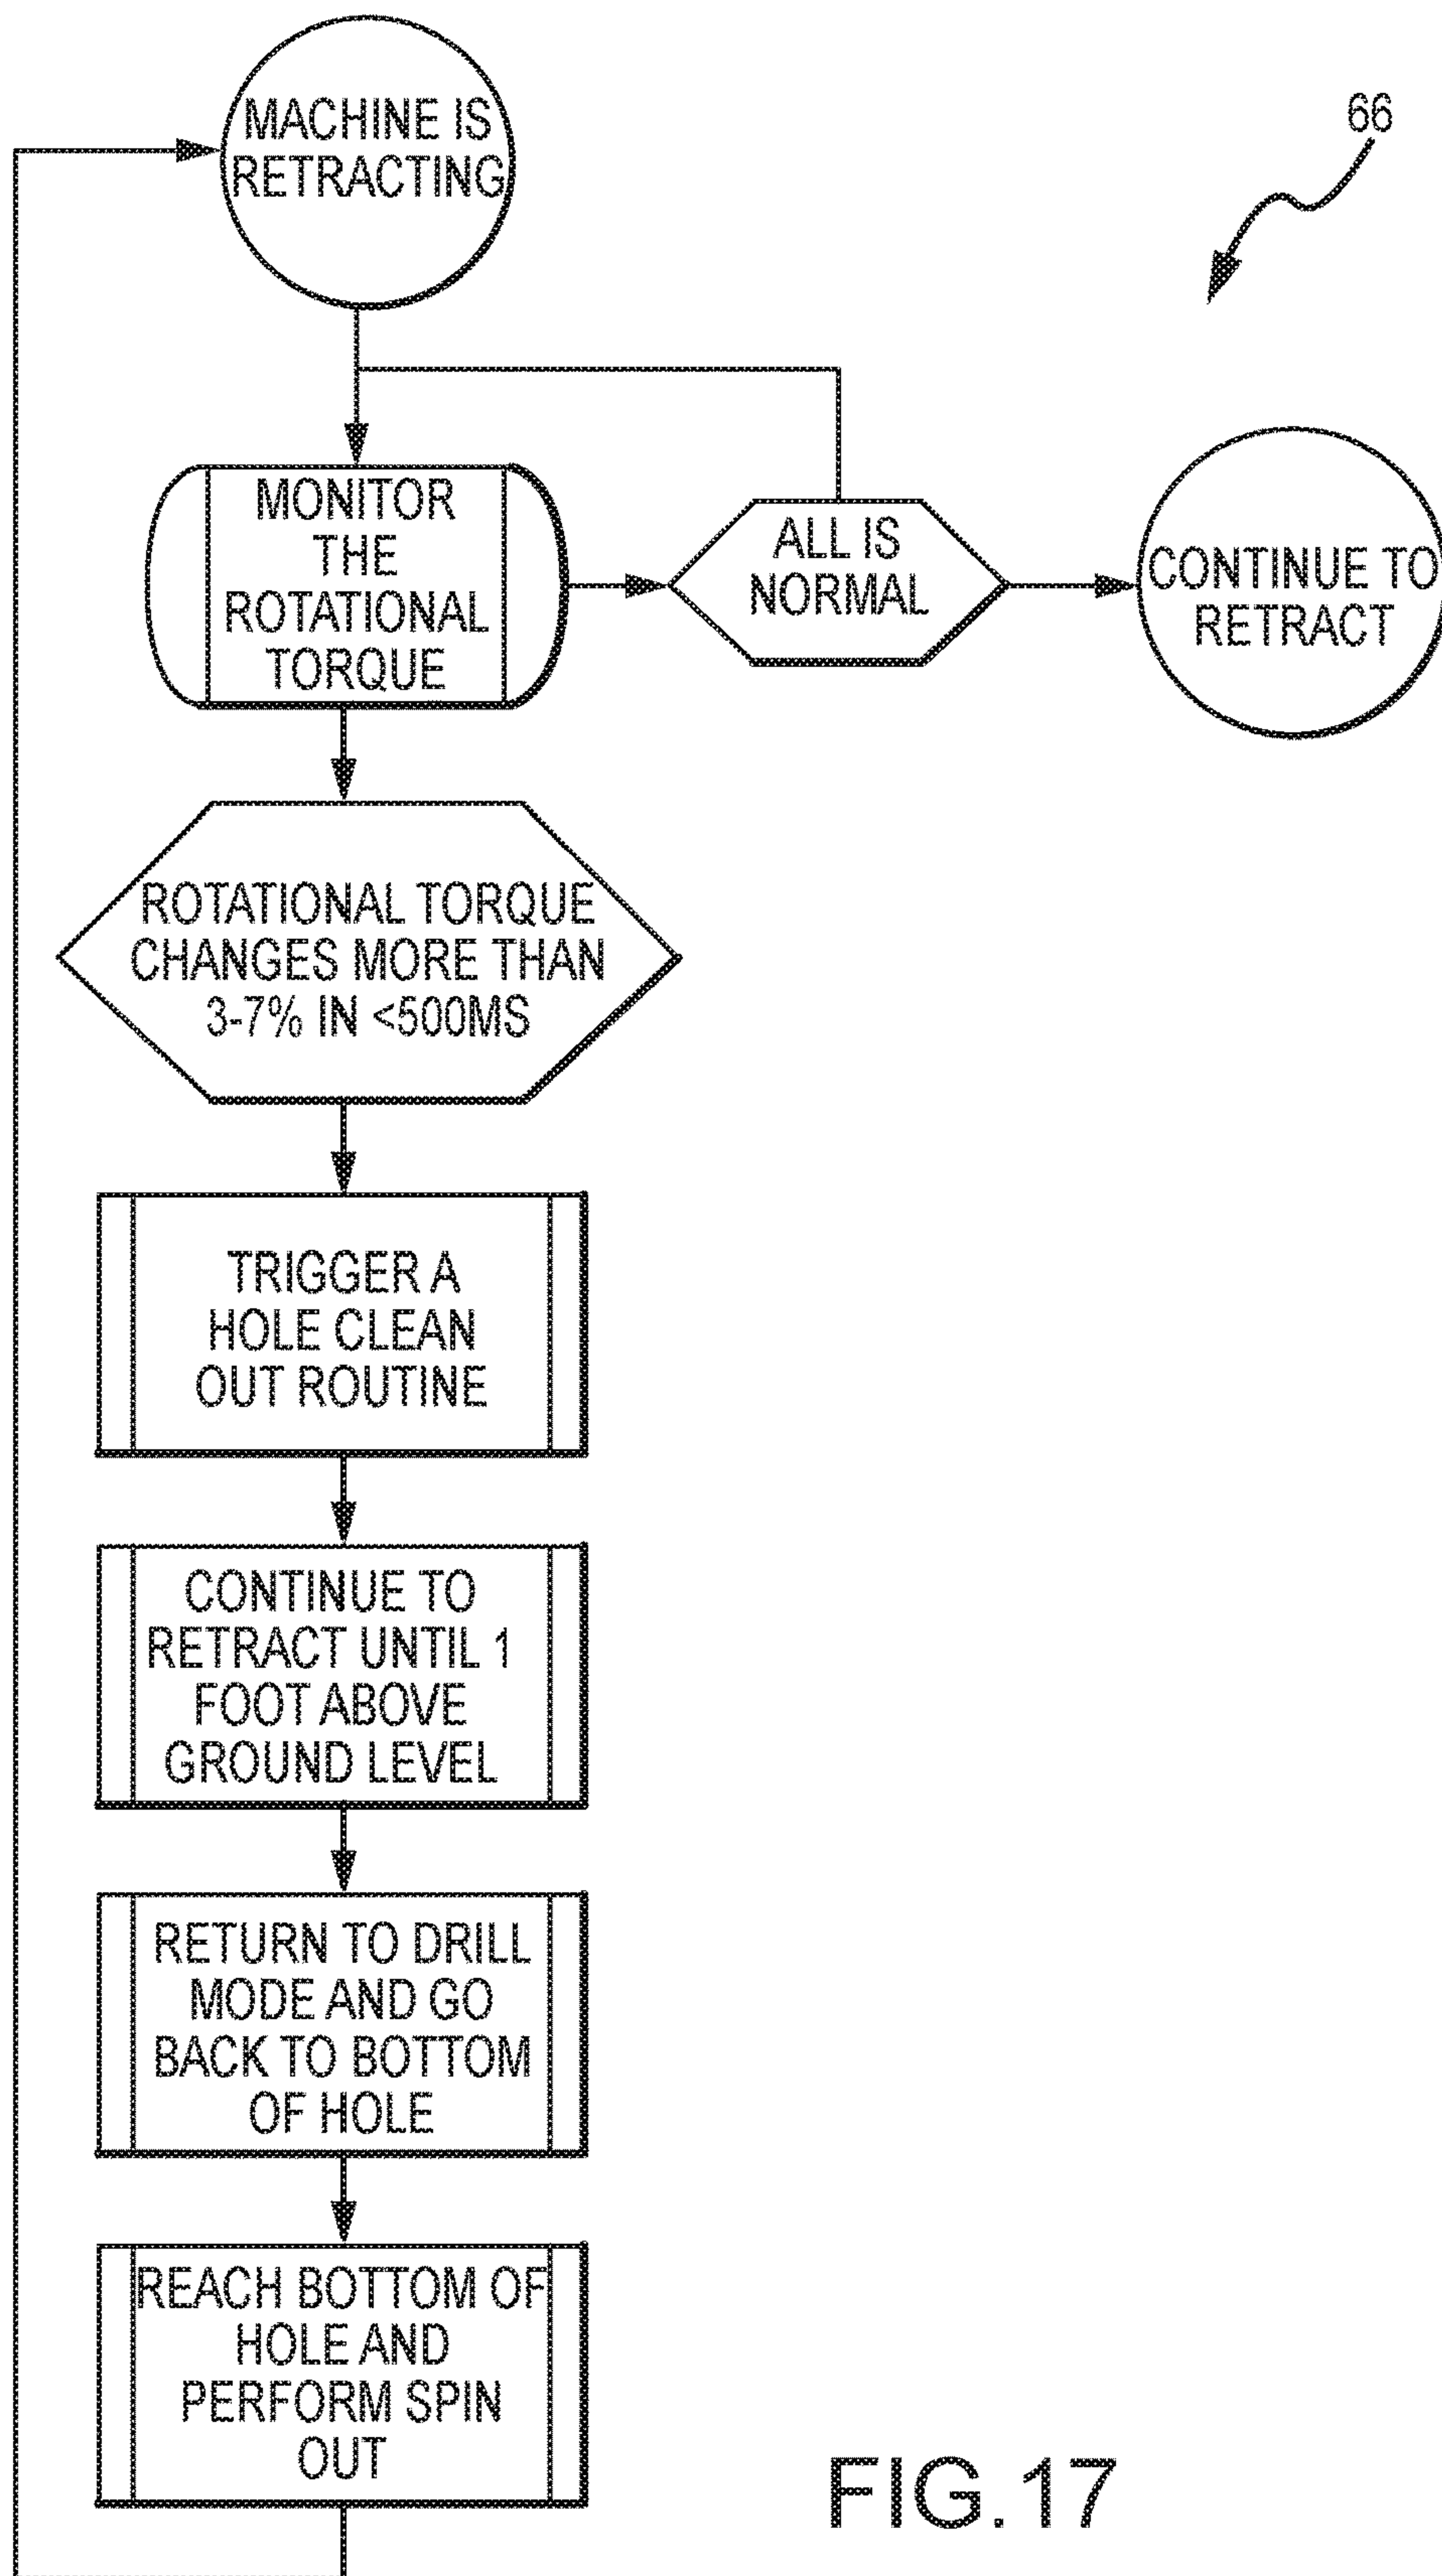 MACHINE IS
RETRACTING
66
MONITOR
THE
ROTATIONAL
TORQUE
ALL IS
NORMAL
CONTINUE TO
RETRACT
ROTATIONAL TORQUE
CHANGES MORE THAN
3-7% IN <500MS
TRIGGER A
HOLE CLEAN
OUT ROUTINE
CONTINUE TO
RETRACT UNTIL 1
FOOT ABOVE
GROUND LEVEL
RETURN TO DRILL
MODE AND GO
BACK TO BOTTOM
OF HOLE
REACH BOTTOM OF
HOLE AND
PERFORM SPIN
OUT
FIG.17